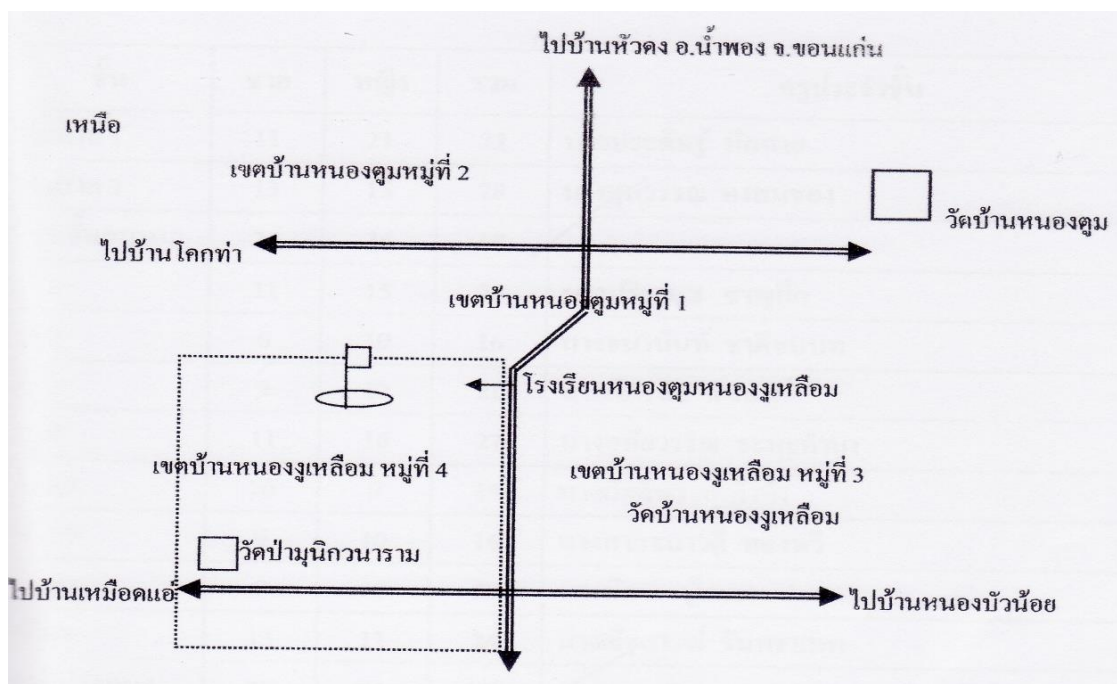 ไปบ้านหัวดง อ.น้ำพอง จ.ขอนแก่น
เหนือ
เขตบ้านหนองตูมหมู่ที่ 2
วัดบ้านหนองตูม
ไปบ้านโคกท่า
เขตบ้านหนองตูมหมู่ที่ 1
โรงเรียนหนองตูมหนองงูเหลือม
เขตบ้านหนองงูเหลือม หมู่ที่ 4
เขตบ้านหนองงูเหลือม หมู่ที่ 3
วัดบ้านหนองงูเหลือม
วัดป่ามุนิกวนาราม
ไปบ้านเหมือดแอ่
ไปบ้านหนองบัวน้อย